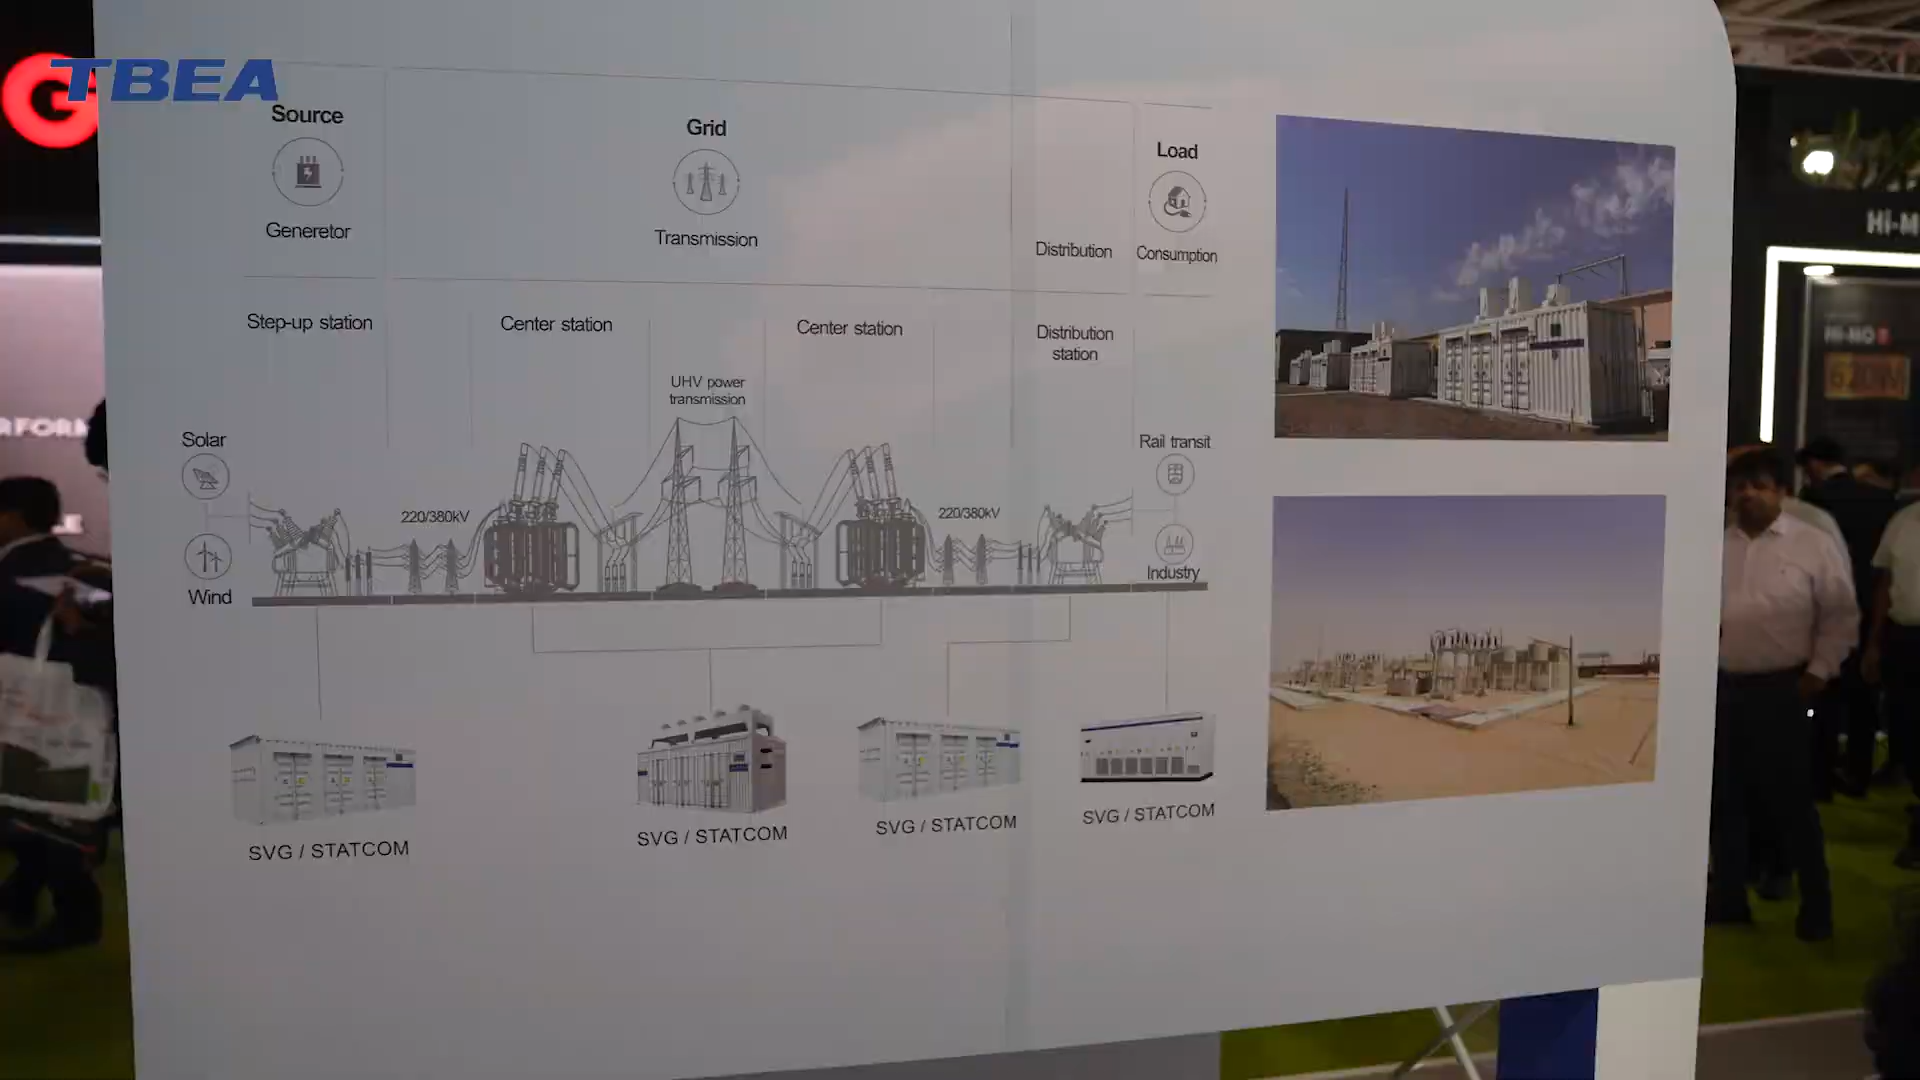 TBEA
Source
Grid
Load
Generetor
Transmission
Distribution
Consumption
Step-up station
Center station
Center station
Distribution
station
UHV power
transmission
Solar
Rail transit
220/380kV
220/380kV
Wind
Industry
SVG / STATCOM
SVG / STATCOM
SVG / STATCOM
SVG / STATCOM
Hi-M